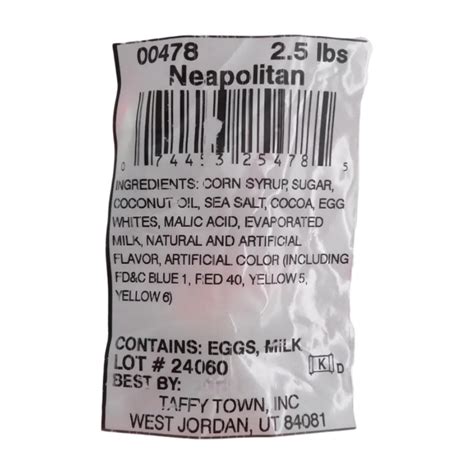 00478 2.5 lbs
Neapolitan
0 74453 25478 5
INGREDIENTS: CORN SYRUP, SUGAR,
COCONUT OIL, SEA SALT, COCOA, EGG
WHITES, MALIC ACID, EVAPORATED
MILK, NATURAL AND ARTIFICIAL
FLAVOR, ARTIFICIAL COLOR (INCLUDING
FD&C BLUE 1, RED 40, YELLOW 5,
YELLOW 6)
CONTAINS: EGGS, MILK
LOT # 24060
K D
BEST BY:
TAFFY TOWN, INC
WEST JORDAN, UT 84081